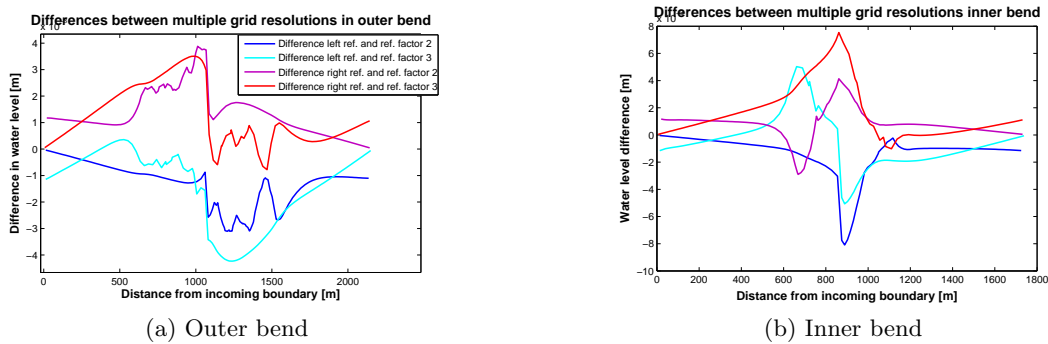 Differences between multiple grid resolutions in outer bend
4
3
2
1
0
−1
−2
−3
−4
Difference in water level [m]
Difference left ref. and ref. factor 2
Difference left ref. and ref. factor 3
Difference right ref. and ref. factor 2
Difference right ref. and ref. factor 3
0 500 1000 1500 2000
Distance from incoming boundary [m]
(a) Outer bend
Differences between multiple grid resolutions inner bend
8
6
4
2
0
−2
−4
−6
−8
−10
Water level difference [m]
0 200 400 600 800 1000 1200 1400 1600 1800
Distance from incoming boundary [m]
(b) Inner bend